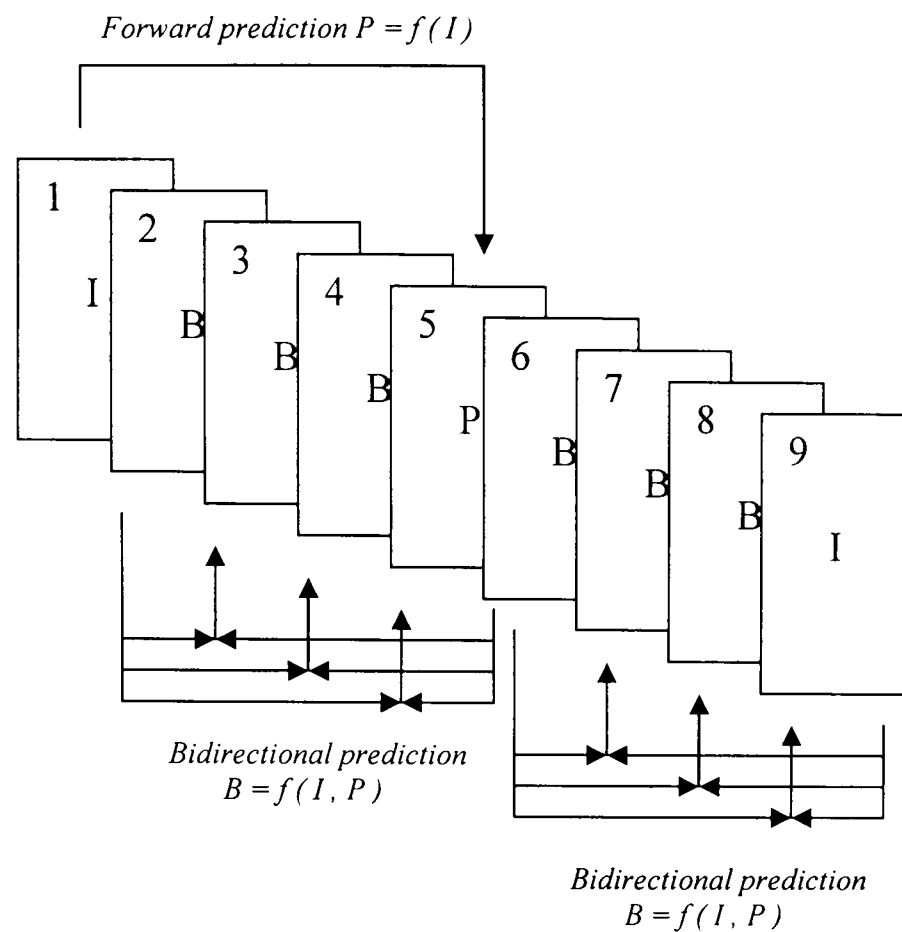 Forward prediction P = f ( I )
1
I
2
B
3
B
4
B
5
P
6
B
7
B
8
B
9
I
Bidirectional prediction
B = f ( I , P )
Bidirectional prediction
B = f ( I , P )